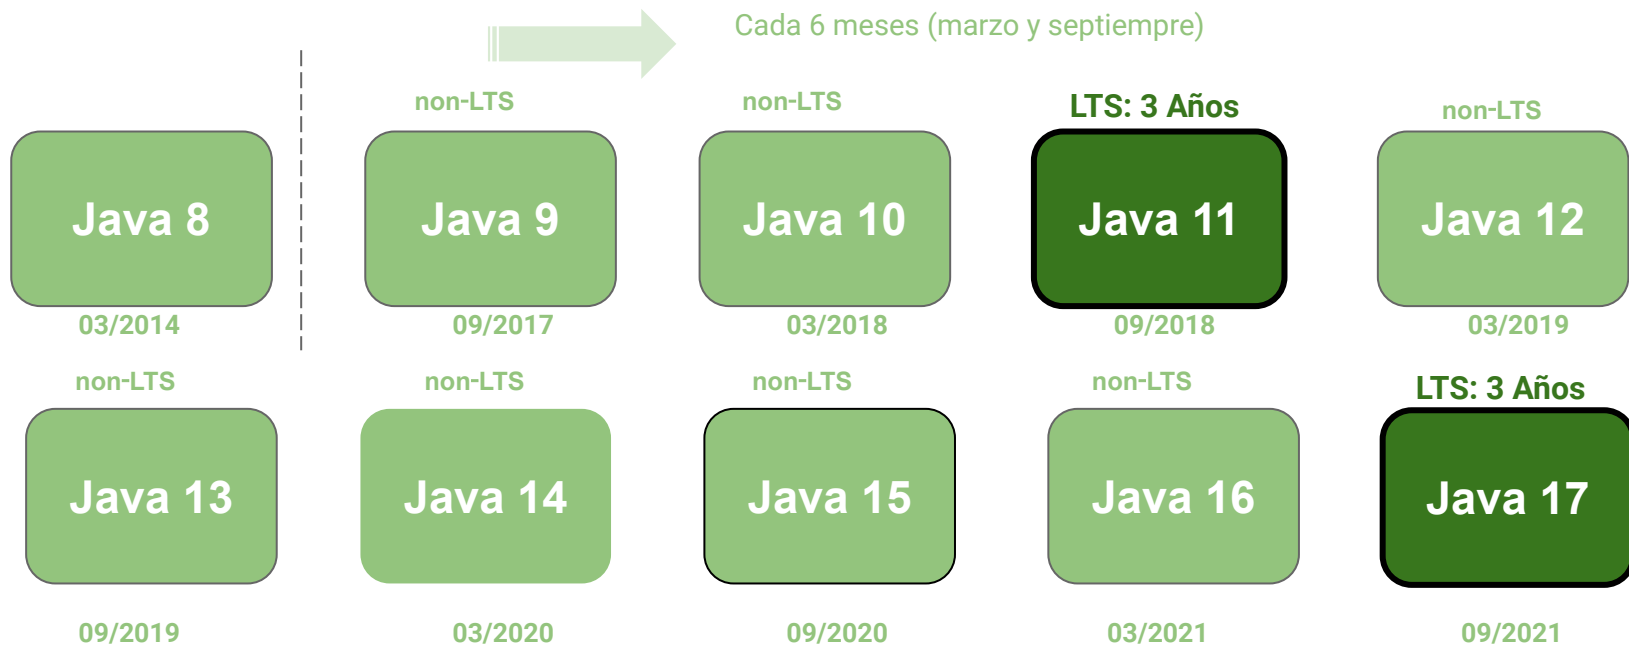 Cada 6 meses (marzo y septiembre)
non-LTS
non-LTS
LTS: 3 Años
non-LTS
Java 8
Java 9
Java 10
Java 11
Java 12
03/2014
09/2017
03/2018
09/2018
03/2019
non-LTS
non-LTS
non-LTS
non-LTS
LTS: 3 Años
Java 13
Java 14
Java 15
Java 16
Java 17
09/2019
03/2020
09/2020
03/2021
09/2021